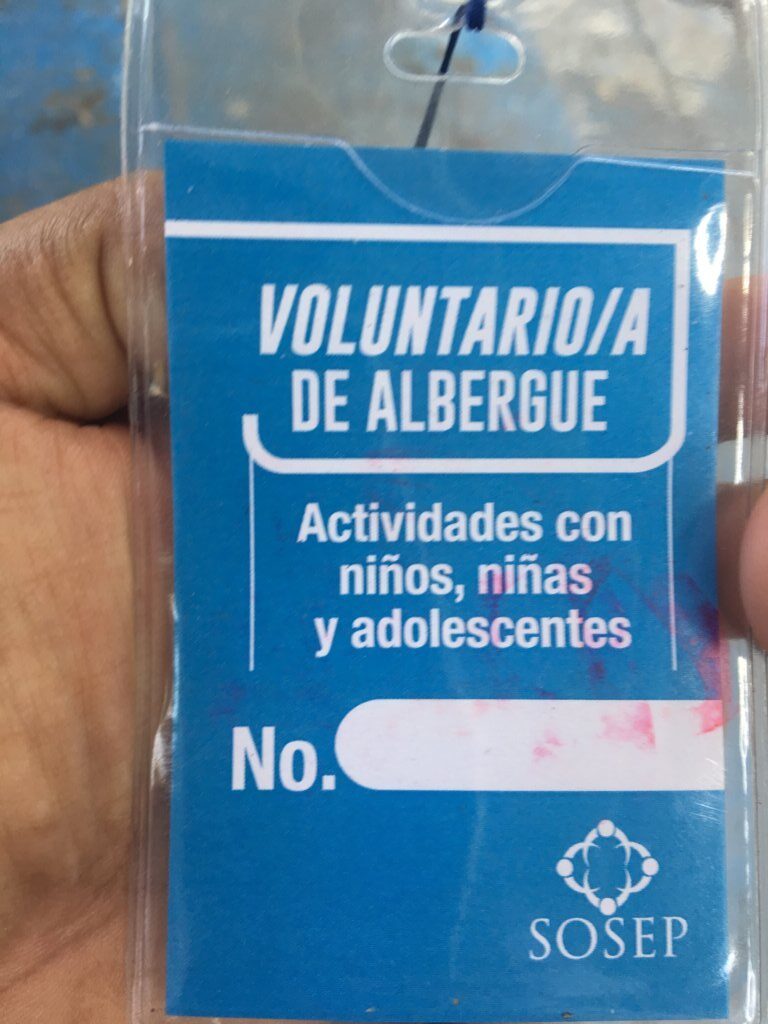 VOLUNTARIO/A
DE ALBERGUE
Actividades con
niños, niñas
y adolescentes
No.
SOSEP